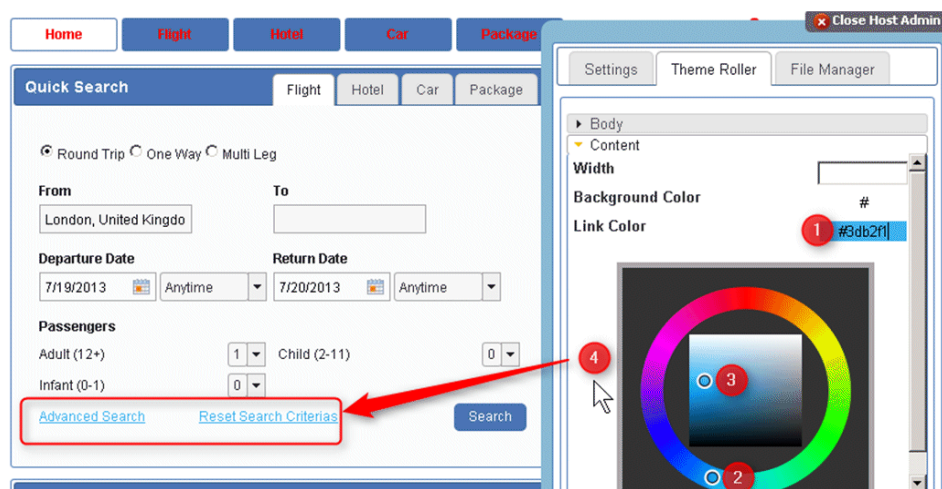 Close Host Admin
Home Flight Hotel Car Package
Settings Theme Roller File Manager
Quick Search Flight Hotel Car Package
Body
Content
Round Trip One Way Multi Leg
Width
Background Color #
Link Color 1 #3db2f1
From To
London, United Kingdo
Departure Date Return Date
7/19/2013 Anytime 7/20/2013 Anytime
Passengers
Adult (12+) 1 Child (2-11) 0
Infant (0-1) 0
4
3
Advanced Search Reset Search Criterias Search
2